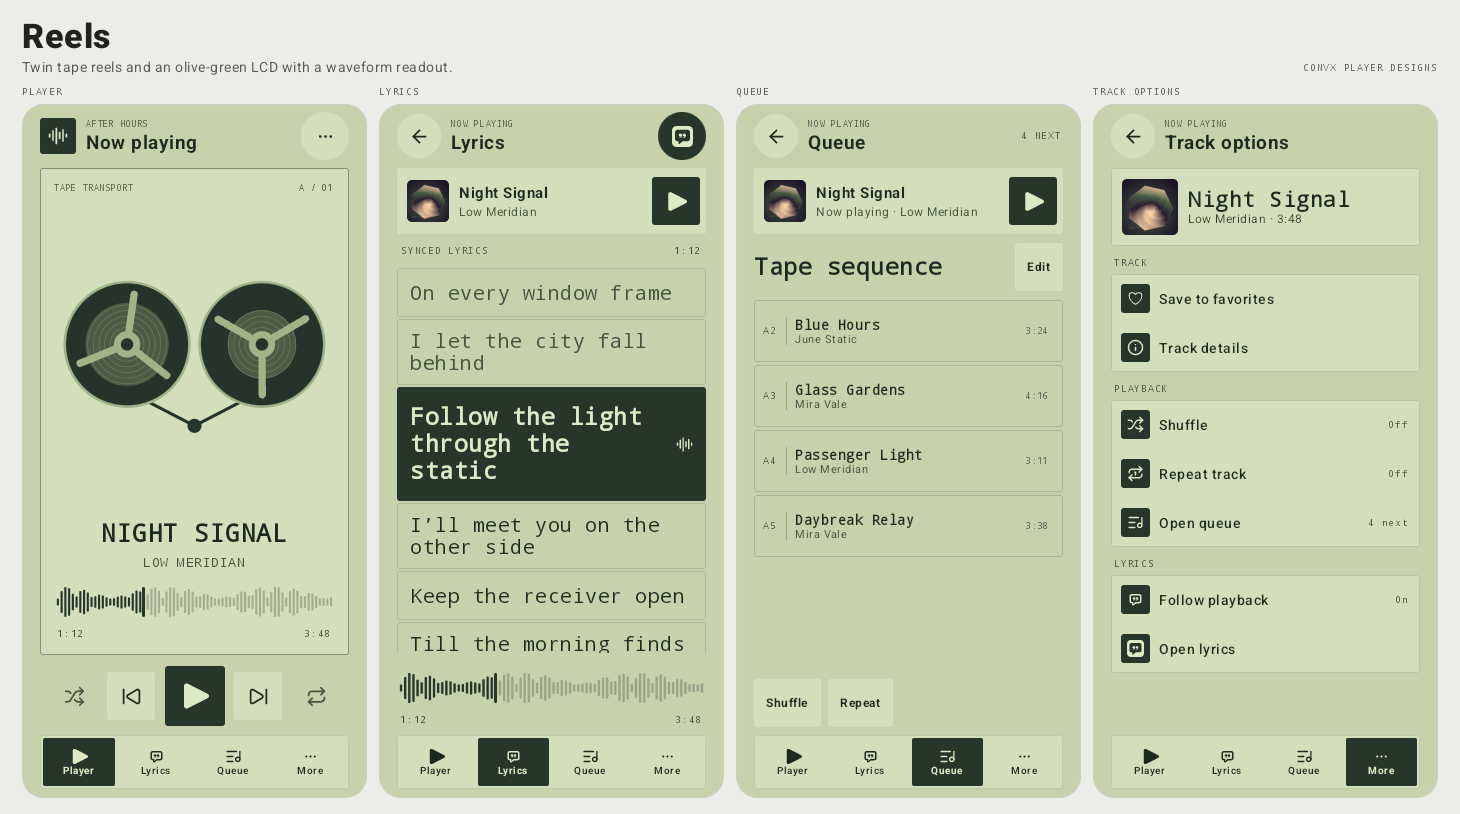 Reels
Twin tape reels and an olive-green LCD with a waveform readout.
CONVX PLAYER DESIGNS
PLAYER
AFTER HOURS
Now playing
TAPE TRANSPORT
A / 01
NIGHT SIGNAL
LOW MERIDIAN
1:12
3:48
Player
Lyrics
Queue
More
LYRICS
NOW PLAYING
Lyrics
Night Signal
Low Meridian
SYNCED LYRICS
1:12
On every window frame
I let the city fall
behind
Follow the light
through the
static
I’ll meet you on the
other side
Keep the receiver open
Till the morning finds
1:12
3:48
Player
Lyrics
Queue
More
QUEUE
NOW PLAYING
Queue
4 NEXT
Night Signal
Now playing · Low Meridian
Tape sequence
Edit
A2
Blue Hours
June Static
3:24
A3
Glass Gardens
Mira Vale
4:16
A4
Passenger Light
Low Meridian
3:11
A5
Daybreak Relay
Mira Vale
3:38
Shuffle
Repeat
Player
Lyrics
Queue
More
TRACK OPTIONS
NOW PLAYING
Track options
Night Signal
Low Meridian · 3:48
TRACK
Save to favorites
Track details
PLAYBACK
Shuffle
Off
Repeat track
Off
Open queue
4 next
LYRICS
Follow playback
On
Open lyrics
Player
Lyrics
Queue
More